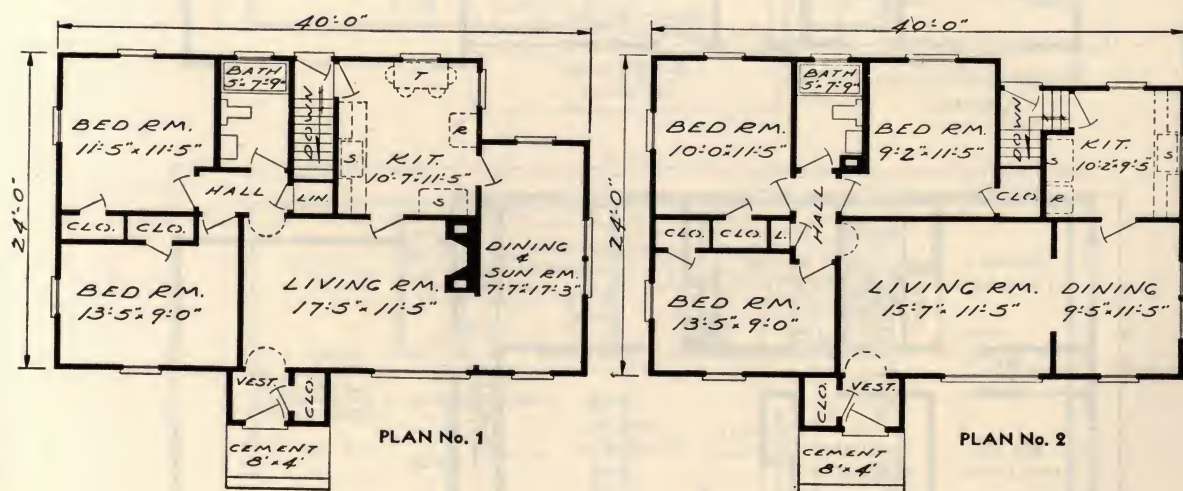 40'-0"
24'-0"
BED RM.
11'-5" x 11'-5"
BATH
5' x 7'-9"
DOWN
T
R
S
KIT.
10'-7" x 11'-5"
S
HALL
LIN.
CLO.
CLO.
BED RM.
13'-5" x 9'-0"
LIVING RM.
17'-5" x 11'-5"
DINING
&
SUN RM.
7'-7" x 17'-3"
VEST.
CLO.
CEMENT
8' x 4'
PLAN No. 1
40'-0"
24'-0"
BED RM.
10'-0" x 11'-5"
BATH
5' x 7'-9"
BED RM.
9'-2" x 11'-5"
DOWN
KIT.
10'-2" x 9'-5"
S
S
R
CLO.
HALL
CLO.
CLO.
L.
BED RM.
13'-5" x 9'-0"
LIVING RM.
15'-7" x 11'-5"
DINING
9'-5" x 11'-5"
CLO.
VEST.
CEMENT
8' x 4'
PLAN No. 2